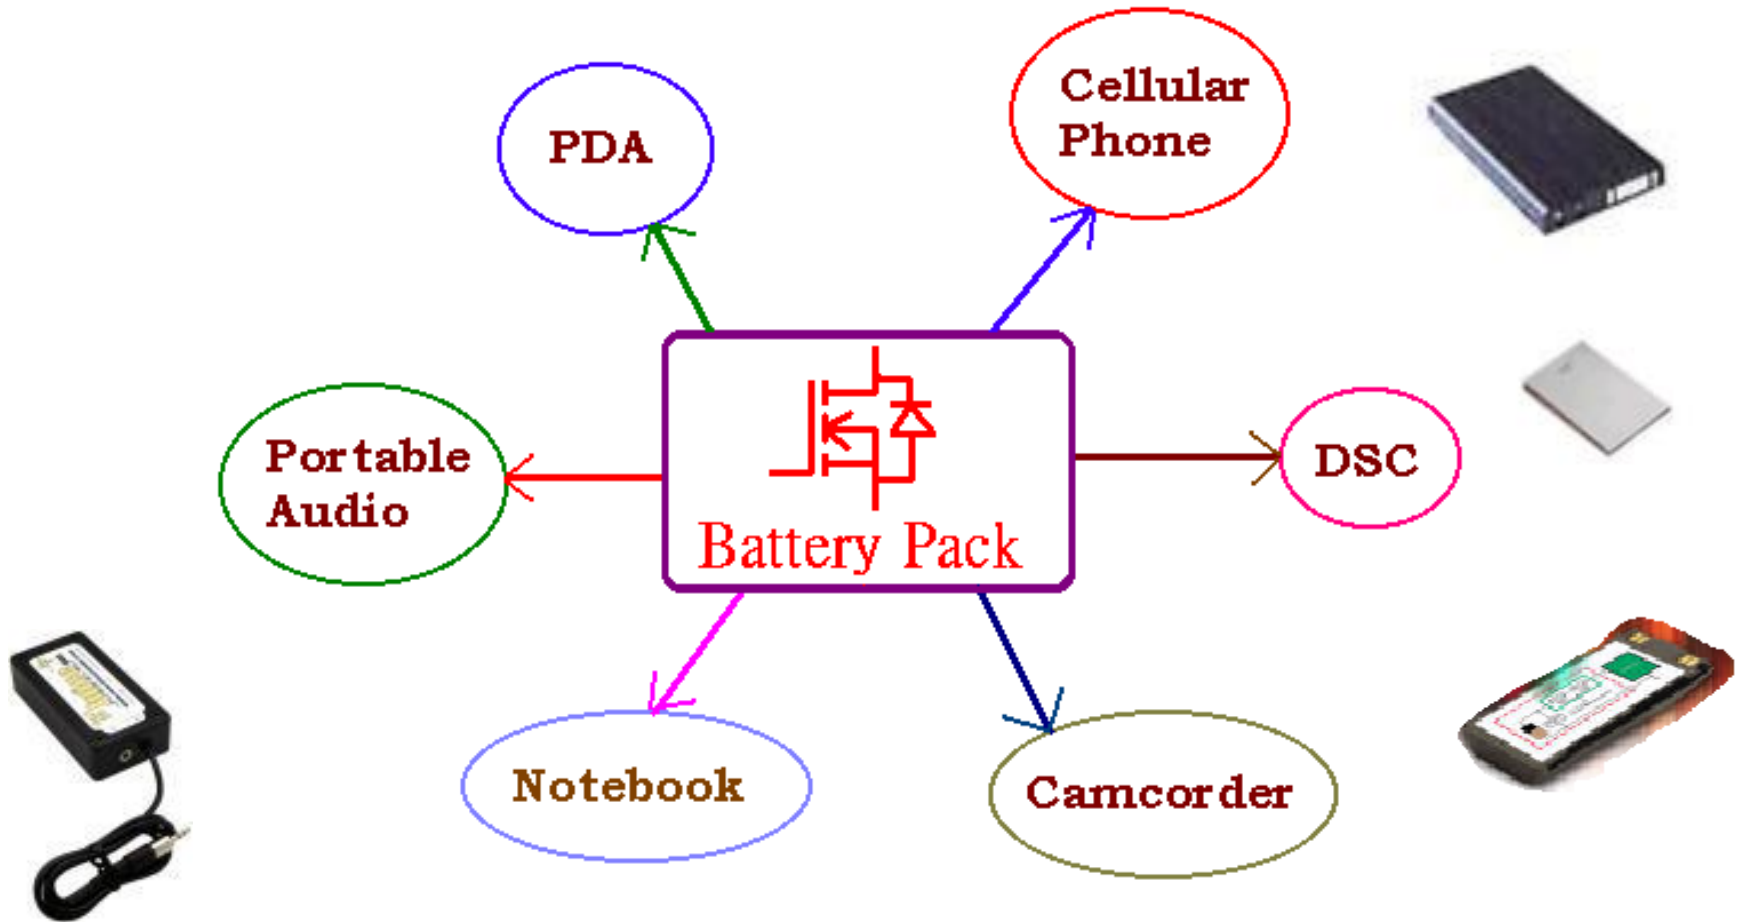 PDA
Cellular
Phone
Portable
Audio
Battery Pack
DSC
Notebook
Camcorder